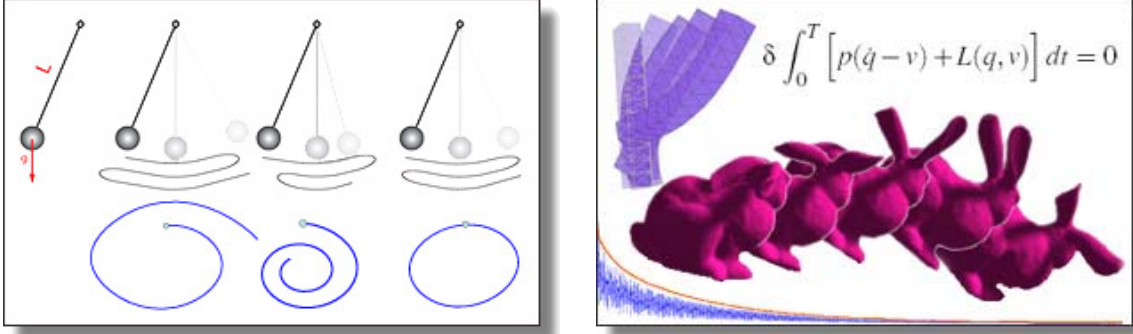 L
g
δ∫₀ᵀ [p(q̇ − v) + L(q, v)] dt = 0